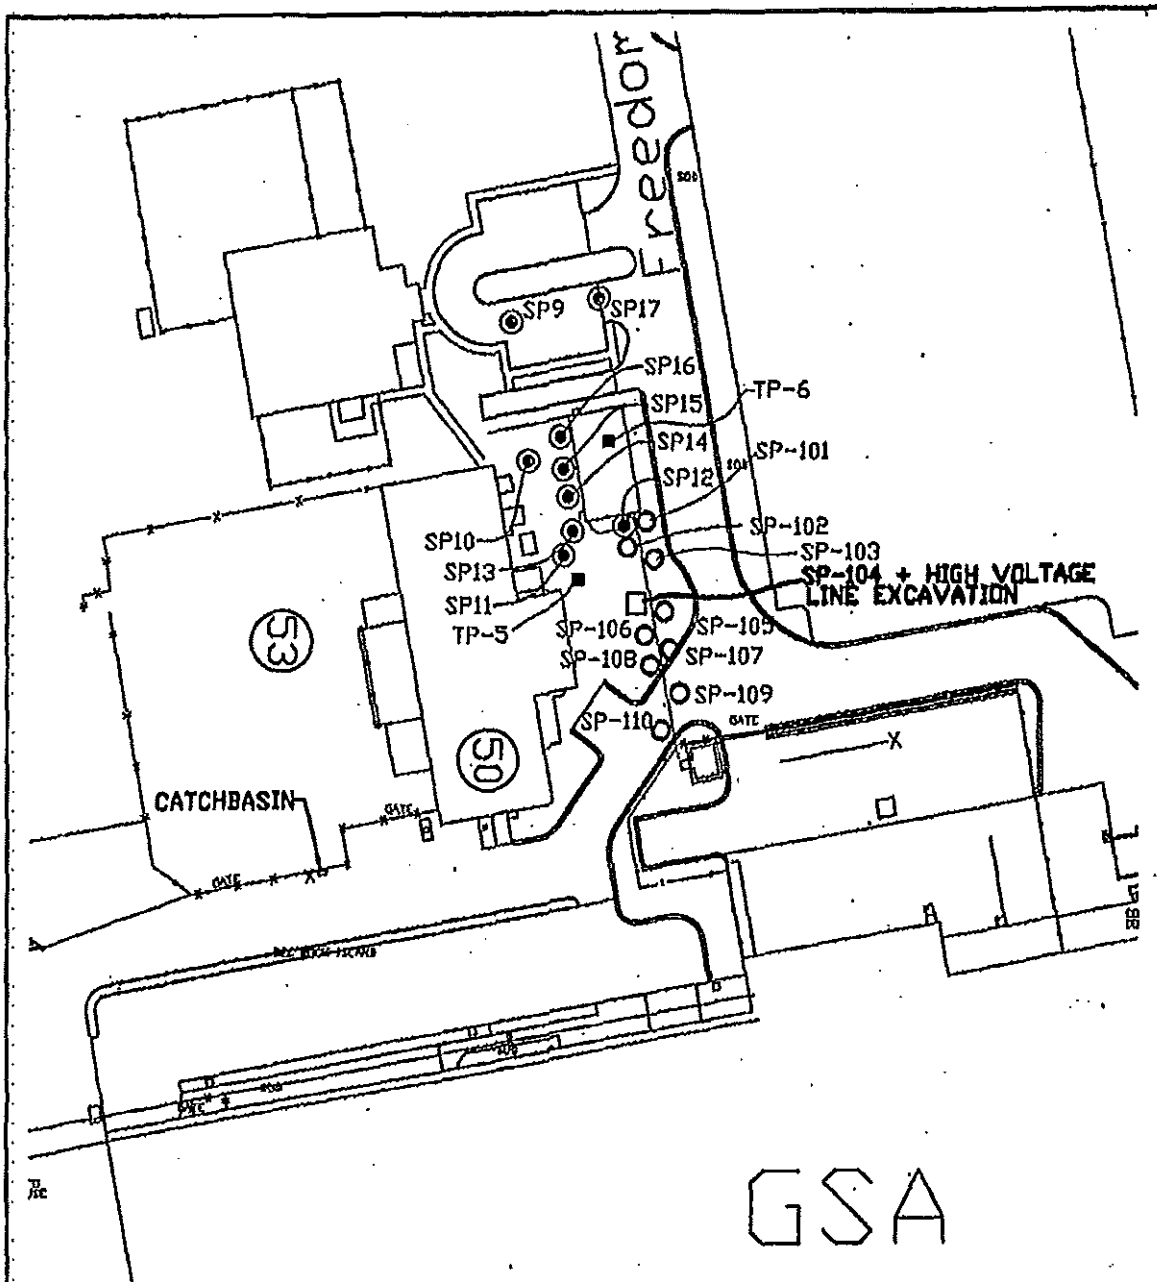 Freedom
SP9
SP17
SP16
SP15
TP-6
SP14
SP-101
SP12
SP10
SP-102
SP13
SP-103
SP-104 + HIGH VOLTAGE
LINE EXCAVATION
SP11
TP-5
SP-106
SP-105
SP-108
SP-107
53
SP-109
SP-110
GATE
50
CATCHBASIN
GATE
GATE
GATE
GSA